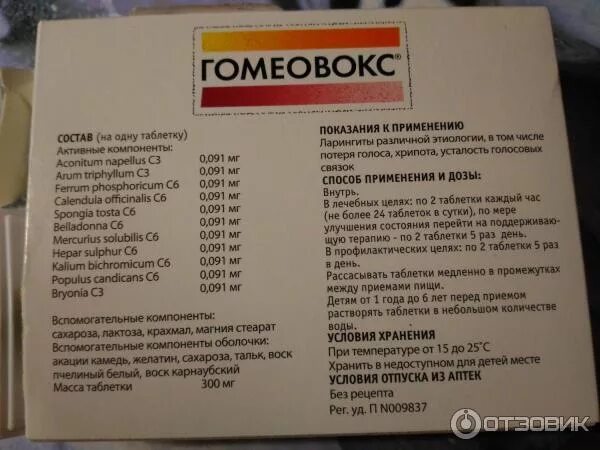 ГОМЕОВОКС®
СОСТАВ (на одну таблетку)
Активные компоненты:
Aconitum napellus C3 0,091 мг
Arum triphyllum C3 0,091 мг
Ferrum phosphoricum C6 0,091 мг
Calendula officinalis C6 0,091 мг
Spongia tosta C6 0,091 мг
Belladonna C6 0,091 мг
Mercurius solubilis C6 0,091 мг
Hepar sulphur C6 0,091 мг
Kalium bichromicum C6 0,091 мг
Populus candicans C6 0,091 мг
Bryonia C3 0,091 мг
Вспомогательные компоненты:
сахароза, лактоза, крахмал, магния стеарат
Вспомогательные компоненты оболочки:
акации камедь, желатин, сахароза, тальк, воск
пчелиный белый, воск карнаубский
Масса таблетки 300 мг
ПОКАЗАНИЯ К ПРИМЕНЕНИЮ
Ларингиты различной этиологии, в том числе
потеря голоса, хрипота, усталость голосовых
связок
СПОСОБ ПРИМЕНЕНИЯ И ДОЗЫ:
Внутрь.
В лечебных целях: по 2 таблетки каждый час
(не более 24 таблеток в сутки), по мере
улучшения состояния перейти на поддерживаю-
щую терапию - по 2 таблетки 5 раз день.
В профилактических целях: по 2 таблетки 5 раз
в день.
Рассасывать таблетки медленно в промежутках
между приемами пищи.
Детям от 1 года до 6 лет перед приемом
растворять таблетки в небольшом количестве
воды.
УСЛОВИЯ ХРАНЕНИЯ
При температуре от 15 до 25˚С
Хранить в недоступном для детей месте
УСЛОВИЯ ОТПУСКА ИЗ АПТЕК
Без рецепта
Рег. уд. П N009837
ОТЗОВИК